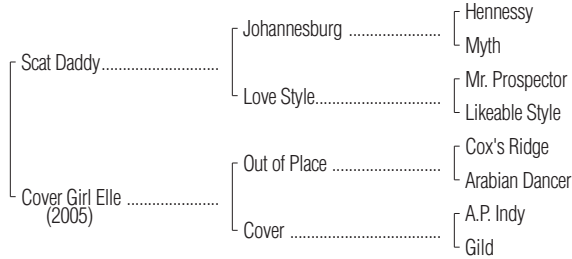 Hennessy
Johannesburg ....................
Myth
Scat Daddy..........................
Mr. Prospector
Love Style...........................
Likeable Style
Cox's Ridge
Out of Place ........................
Arabian Dancer
Cover Girl Elle ....................
(2005)
A.P. Indy
Cover .................................
Gild